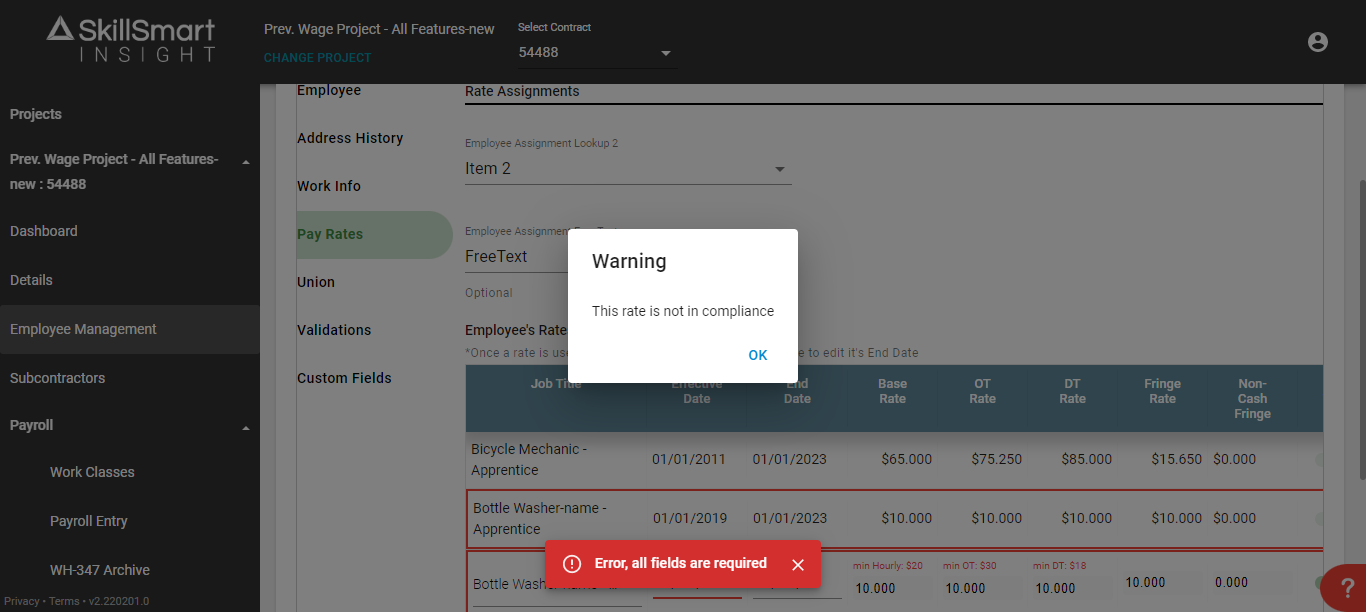 SkillSmart
INSIGHT
Prev. Wage Project - All Features-new
CHANGE PROJECT
Select Contract
54488
Projects
Prev. Wage Project - All Features-
new : 54488
Dashboard
Details
Employee Management
Subcontractors
Payroll
Work Classes
Payroll Entry
WH-347 Archive
Privacy • Terms • v2.220201.0
Employee
Address History
Work Info
Pay Rates
Union
Validations
Custom Fields
Rate Assignments
Employee Assignment Lookup 2
Item 2
Employee Assignment
FreeText
Optional
Employee's Rate
*Once a rate is us
e to edit it's End Date
Warning
This rate is not in compliance
OK
Job Title
Effective Date
End Date
Base Rate
OT Rate
DT Rate
Fringe Rate
Non-Cash Fringe
Bicycle Mechanic - Apprentice 01/01/2011 01/01/2023 $65.000 $75.250 $85.000 $15.650 $0.000
Bottle Washer-name - Apprentice 01/01/2019 01/01/2023 $10.000 $10.000 $10.000 $10.000 $0.000
Error, all fields are required
min Hourly: $20 min OT: $30 min DT: $18
Bottle Washer-name - ... 10.000 10.000 10.000 10.000 0.000
?